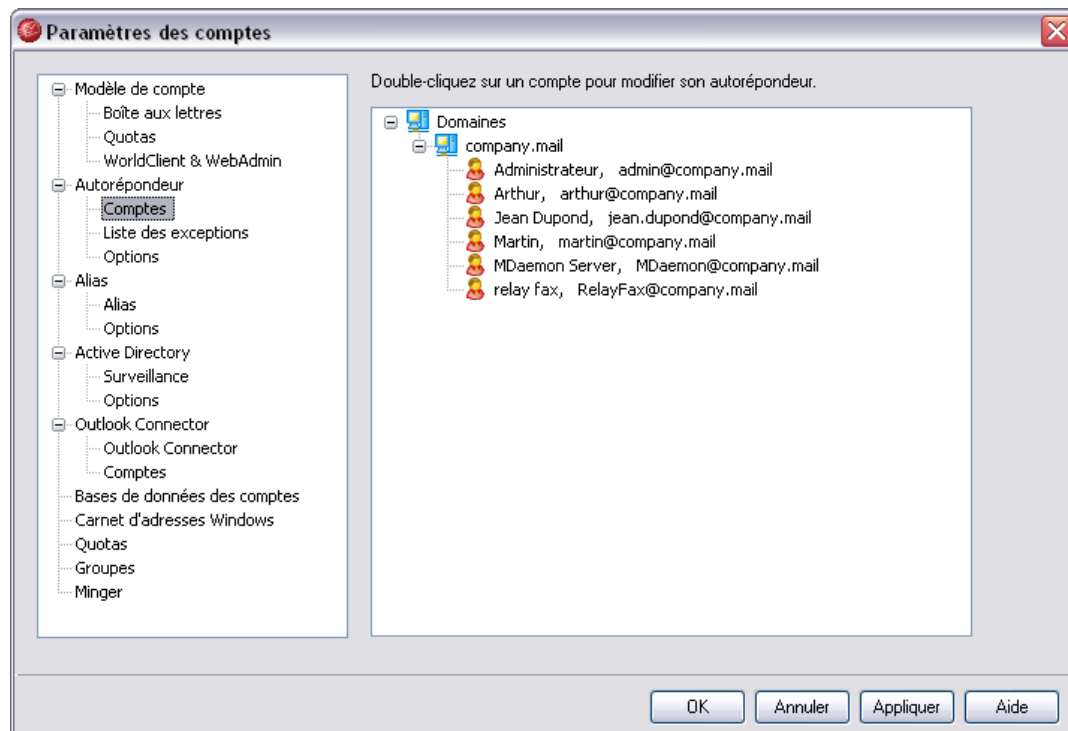 Paramètres des comptes
Modèle de compte
Boîte aux lettres
Quotas
WorldClient & WebAdmin
Autorépondeur
Comptes
Liste des exceptions
Options
Alias
Alias
Options
Active Directory
Surveillance
Options
Outlook Connector
Outlook Connector
Comptes
Bases de données des comptes
Carnet d'adresses Windows
Quotas
Groupes
Minger
Double-cliquez sur un compte pour modifier son autorépondeur.
Domaines
company.mail
Administrateur, admin@company.mail
Arthur, arthur@company.mail
Jean Dupond, jean.dupond@company.mail
Martin, martin@company.mail
MDaemon Server, MDaemon@company.mail
relay fax, RelayFax@company.mail
OK Annuler Appliquer Aide